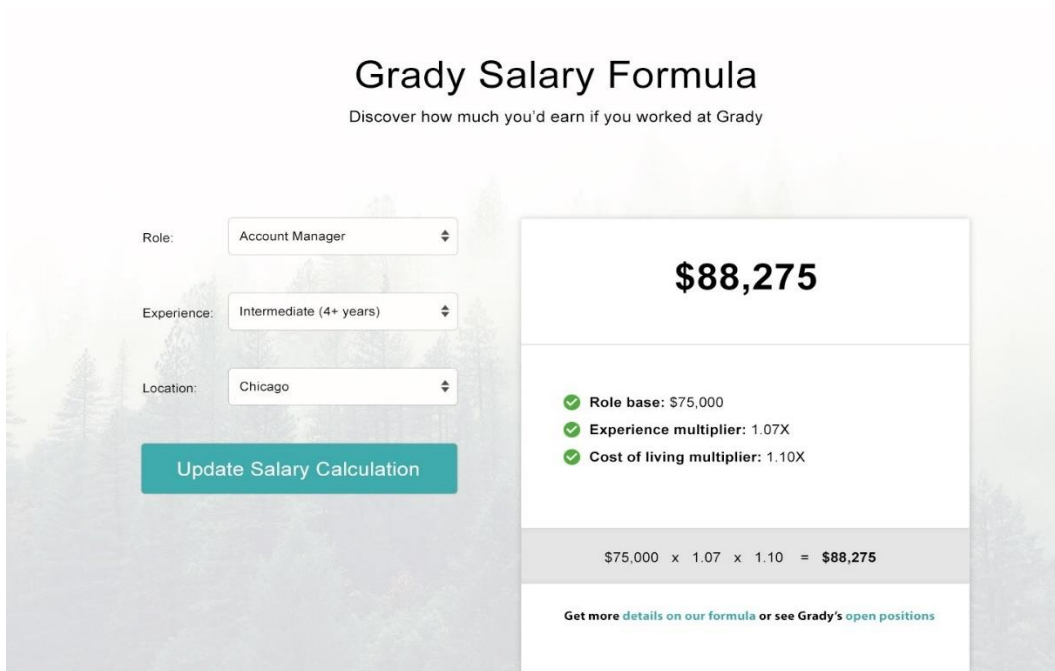 Grady Salary Formula
Discover how much you'd earn if you worked at Grady
Role:
Account Manager
Experience:
Intermediate (4+ years)
Location:
Chicago
Update Salary Calculation
$88,275
Role base: $75,000
Experience multiplier: 1.07X
Cost of living multiplier: 1.10X
$75,000 x 1.07 x 1.10 = $88,275
Get more details on our formula or see Grady's open positions